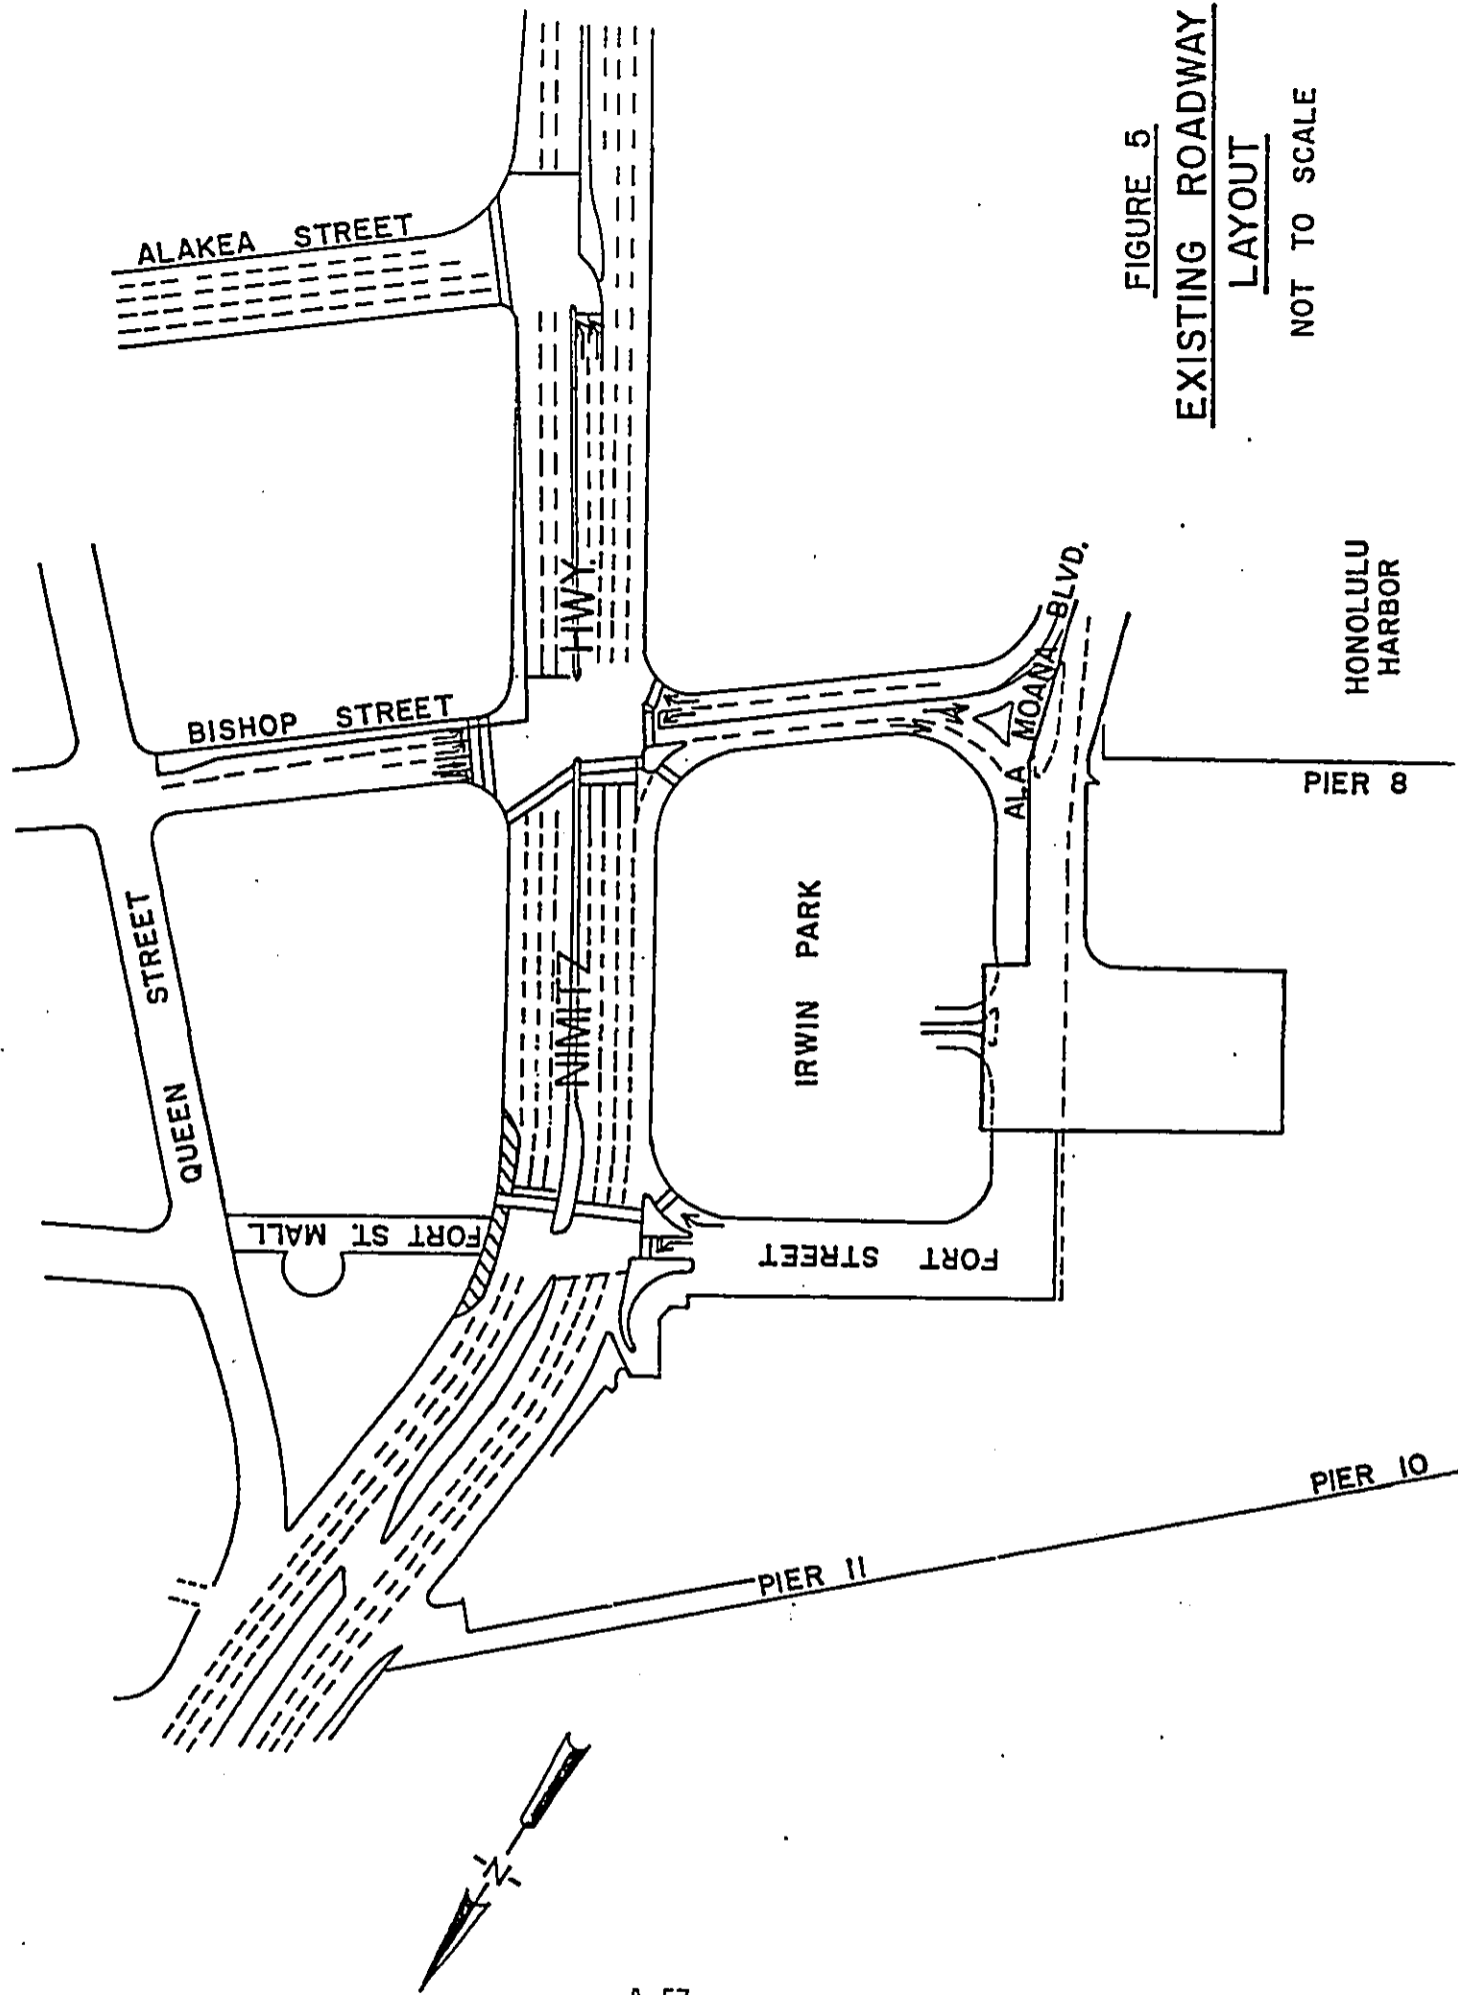 ALAKEA STREET
BISHOP STREET
QUEEN STREET
FORT ST. MALL
NIMITZ HWY.
IRWIN PARK
FORT STREET
ALA MOANA BLVD.
PIER 8
PIER 10
PIER 11
HONOLULU
HARBOR
N
FIGURE 5
EXISTING ROADWAY
LAYOUT
NOT TO SCALE